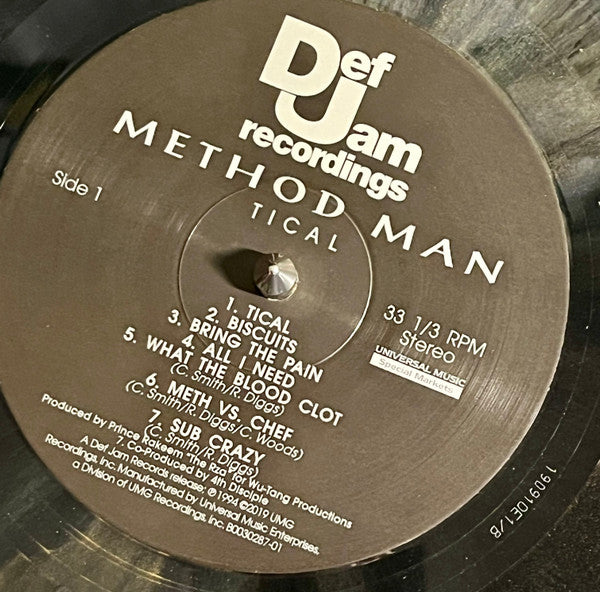 Def
Jam
recordings
METHOD MAN
TICAL
Side 1
33 1/3 RPM
Stereo
UNIVERSAL MUSIC
Special Markets
1. TICAL
2. BISCUITS
3. BRING THE PAIN
4. ALL I NEED
5. WHAT THE BLOOD CLOT
(C. Smith/R. Diggs)
6. METH VS. CHEF
(C. Smith/R. Diggs/C. Woods)
7. SUB CRAZY
(C. Smith/R. Diggs)
Produced by Prince Rakeem "The Rza" for Wu-Tang Productions
7. Co-Produced by 4th Disciple
A Def Jam Records release; ℗ 1994 ©2019 UMG
Recordings, Inc. Manufactured by Universal Music Enterprises,
a Division of UMG Recordings, Inc. B0030287-01
190910E1/B